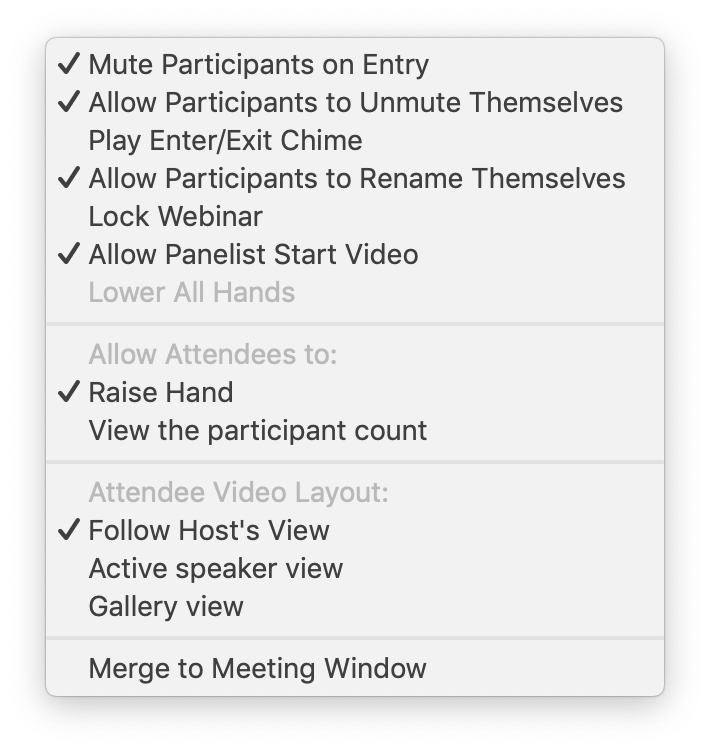 ✓ Mute Participants on Entry
✓ Allow Participants to Unmute Themselves
Play Enter/Exit Chime
✓ Allow Participants to Rename Themselves
Lock Webinar
✓ Allow Panelist Start Video
Lower All Hands
Allow Attendees to:
✓ Raise Hand
View the participant count
Attendee Video Layout:
✓ Follow Host's View
Active speaker view
Gallery view
Merge to Meeting Window